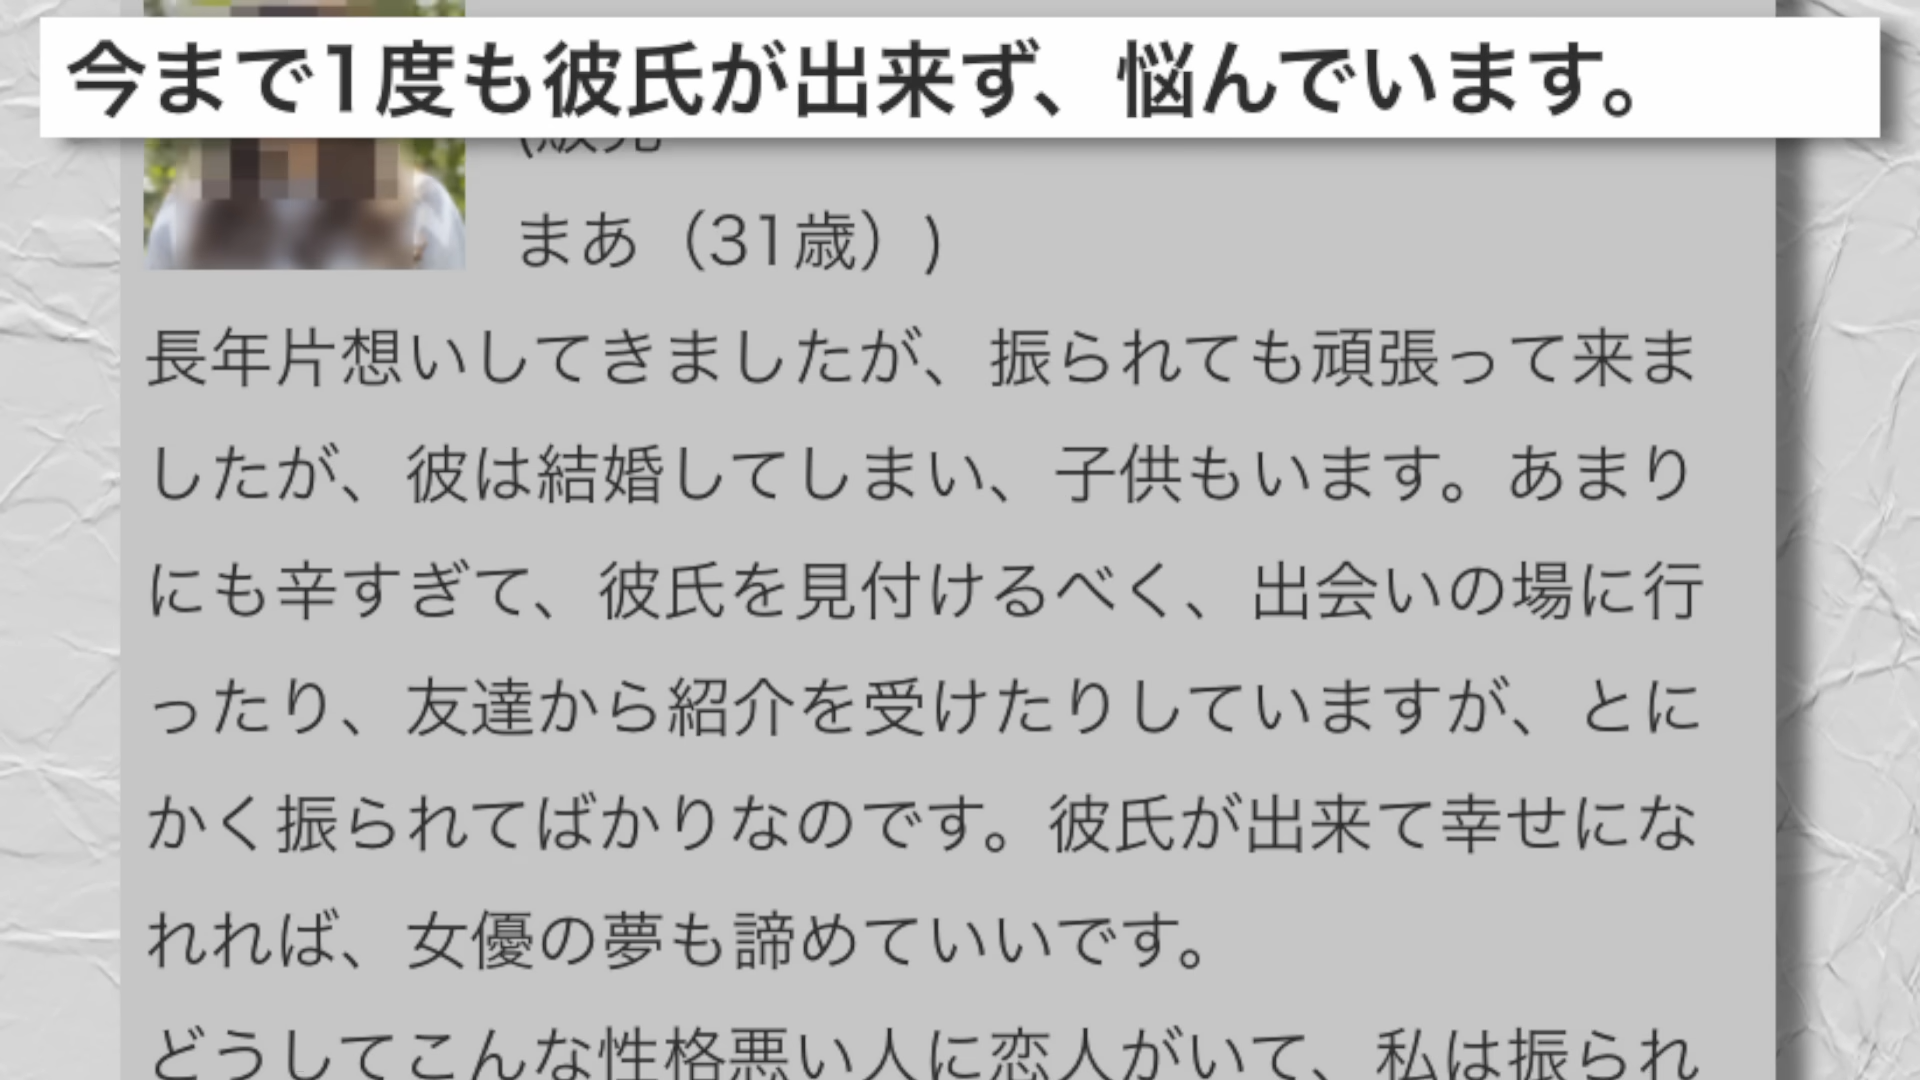 今まで1度も彼氏が出来ず、悩んでいます。
まあ（31歳）)
長年片想いしてきましたが、振られても頑張って来ま
したが、彼は結婚してしまい、子供もいます。あまり
にも辛すぎて、彼氏を見付けるべく、出会いの場に行
ったり、友達から紹介を受けたりしていますが、とに
かく振られてばかりなのです。彼氏が出来て幸せにな
れれば、女優の夢も諦めていいです。
どうしてこんな性格悪い人に恋人がいて、私は振られ